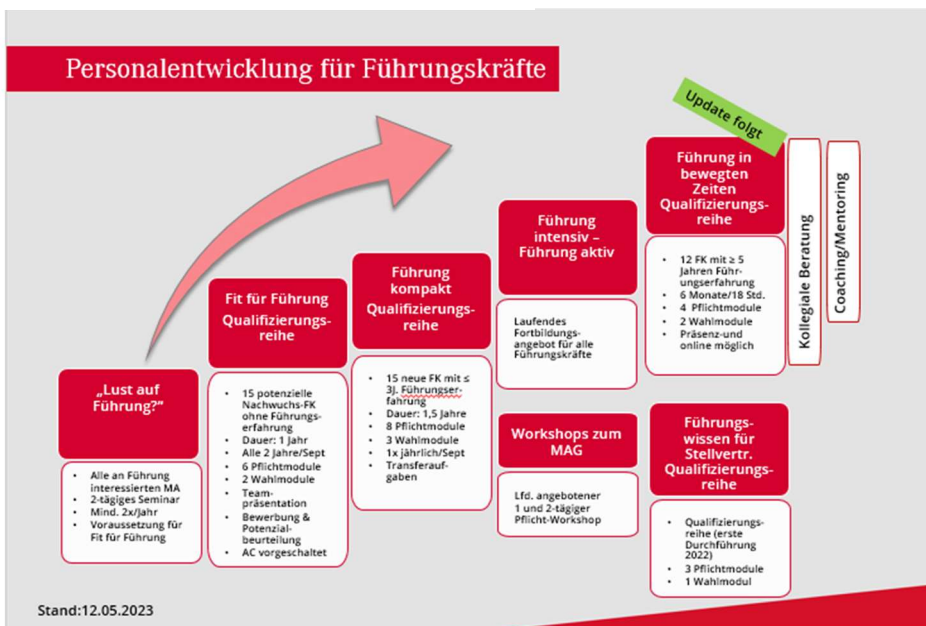 Personalentwicklung für Führungskräfte
„Lust auf
Führung?"
• Alle an Führung
interessierten MA
• 2-tägiges Seminar
• Mind. 2x/Jahr
• Voraussetzung für
Fit für Führung
Fit für Führung
Qualifizierungs-
reihe
• 15 potenzielle
Nachwuchs-FK
ohne Führungs-
erfahrung
• Dauer: 1 Jahr
• Alle 2 Jahre/Sept
• 6 Pflichtmodule
• 2 Wahlmodule
• Team-
präsentation
• Bewerbung &
Potenzial-
beurteilung
• AC vorgeschaltet
Führung
kompakt
Qualifizierungs-
reihe
• 15 neue FK mit ≤
3J. Führungser-
fahrung
• Dauer: 1,5 Jahre
• 8 Pflichtmodule
• 3 Wahlmodule
• 1x jährlich/Sept
• Transferauf-
gaben
Führung
intensiv –
Führung aktiv
Laufendes
Fortbildungs-
angebot für alle
Führungskräfte
Workshops zum
MAG
Lfd. angebotener
1 und 2-tägiger
Pflicht-Workshop
Update folgt
Führung in
bewegten
Zeiten
Qualifizierungs-
reihe
• 12 FK mit ≥ 5
Jahren Führ-
ungserfahrung
• 6 Monate/18 Std.
• 4 Pflichtmodule
• 2 Wahlmodule
• Präsenz-und
online möglich
Kollegiale Beratung
Coaching/Mentoring
Führungs-
wissen für
Stellvertr.
Qualifizierungs-
reihe
• Qualifizierungs-
reihe (erste
Durchführung
2022)
• 3 Pflichtmodule
• 1 Wahlmodul
Stand:12.05.2023